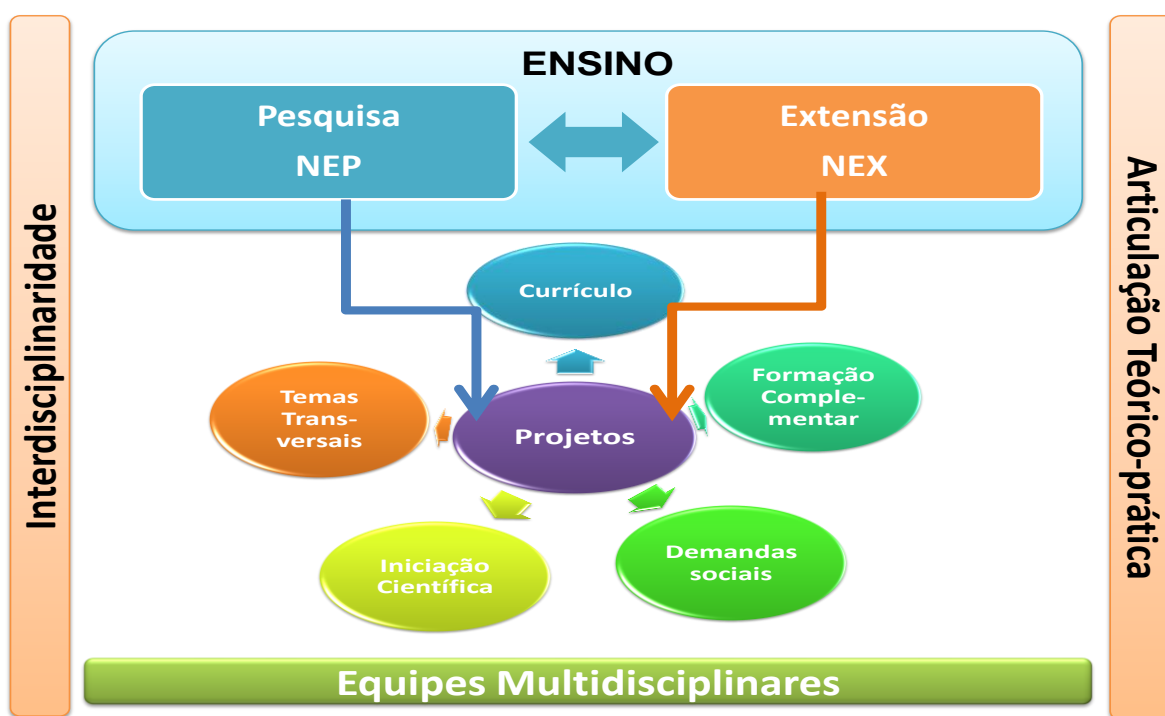 ENSINO
Pesquisa
NEP
Extensão
NEX
Interdisciplinaridade
Articulação Teórico-prática
Currículo
Temas
Trans-
versais
Projetos
Formação
Comple-
mentar
Iniciação
Científica
Demandas
sociais
Equipes Multidisciplinares